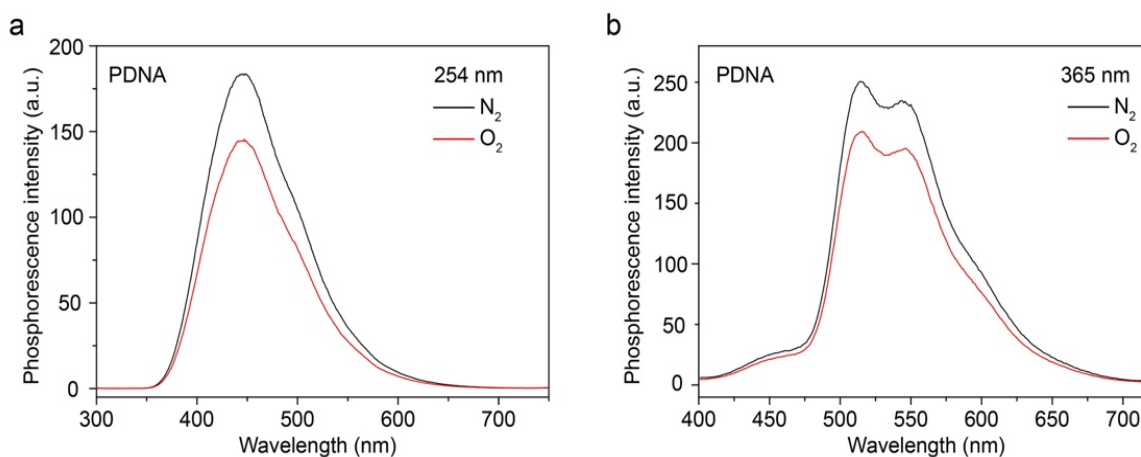 a
PDNA
254 nm
N₂
O₂
Phosphorescence intensity (a.u.)
200
150
100
50
0
300 400 500 600 700
Wavelength (nm)
b
PDNA
365 nm
N₂
O₂
Phosphorescence intensity (a.u.)
250
200
150
100
50
0
400 450 500 550 600 650 700
Wavelength (nm)